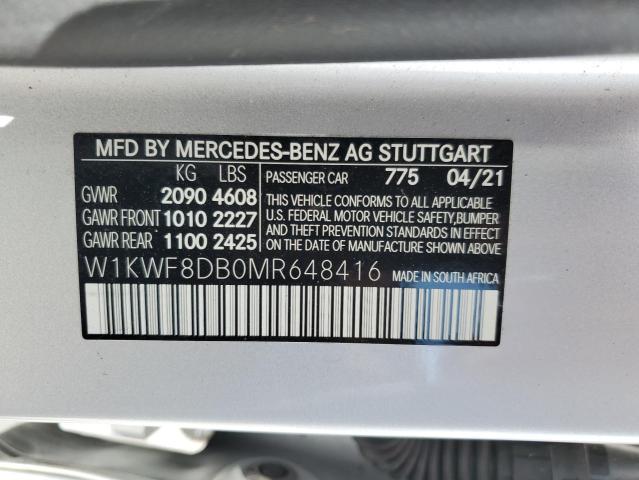 MFD BY MERCEDES-BENZ AG STUTTGART
KG LBS
GVWR 2090 4608
GAWR FRONT 1010 2227
GAWR REAR 1100 2425
PASSENGER CAR 775 04/21
THIS VEHICLE CONFORMS TO ALL APPLICABLE
U.S. FEDERAL MOTOR VEHICLE SAFETY, BUMPER
AND THEFT PREVENTION STANDARDS IN
EFFECT ON THE DATE OF MANUFACTURE
SHOWN ABOVE.
W1KWF8DB0MR648416 MADE IN SOUTH AFRICA